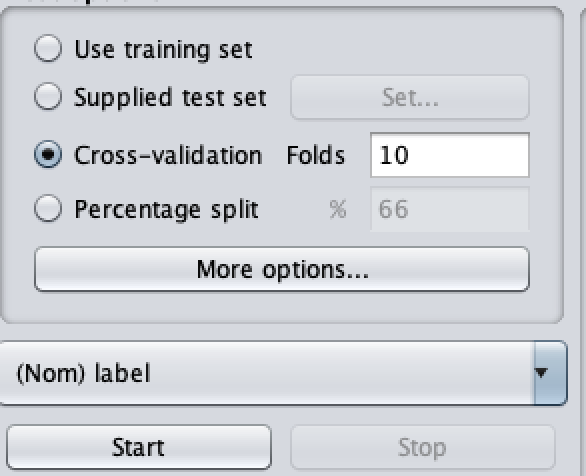 Use training set
Supplied test set Set...
Cross-validation Folds 10
Percentage split % 66
More options...
(Nom) label
Start Stop